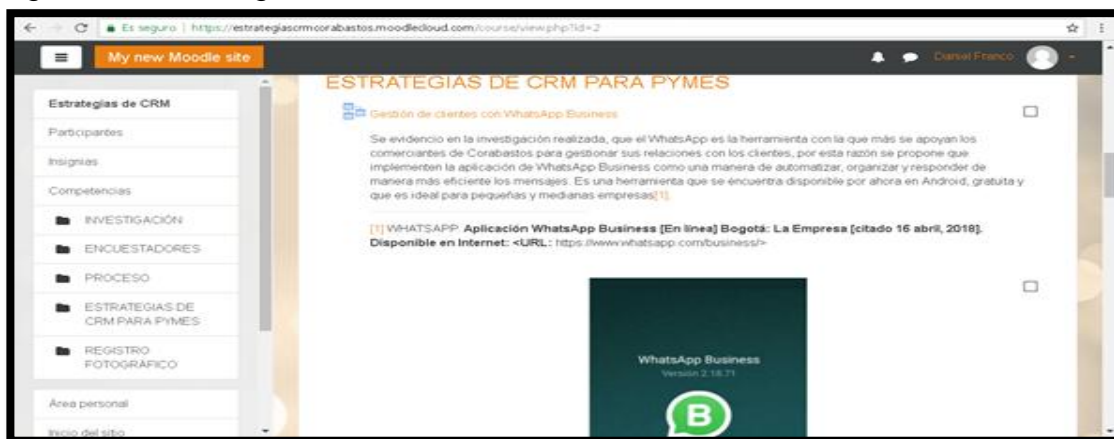 Es seguro | https://estrategiascrmcorabastos.moodlecloud.com/course/view.php?id=2
My new Moodle site
Daniel Franco
Estrategias de CRM
Participantes
Insignias
Competencias
INVESTIGACIÓN
ENCUESTADORES
PROCESO
ESTRATEGIAS DE
CRM PARA PYMES
REGISTRO
FOTOGRÁFICO
Área personal
Inicio del sitio
ESTRATEGIAS DE CRM PARA PYMES
Gestión de clientes con WhatsApp Business
Se evidencio en la investigación realizada, que el WhatsApp es la herramienta con la que más se apoyan los
comerciantes de Corabastos para gestionar sus relaciones con los clientes, por esta razón se propone que
implementen la aplicación de WhatsApp Business como una manera de automatizar, organizar y responder de
manera más eficiente los mensajes. Es una herramienta que se encuentra disponible por ahora en Android, gratuita y
que es ideal para pequeñas y medianas empresas[1].
[1] WHATSAPP. Aplicación WhatsApp Business [En línea] Bogotá: La Empresa [citado 16 abril, 2018].
Disponible en Internet: <URL: https://www.whatsapp.com/business/>
WhatsApp Business
Versión 2.18.71
B